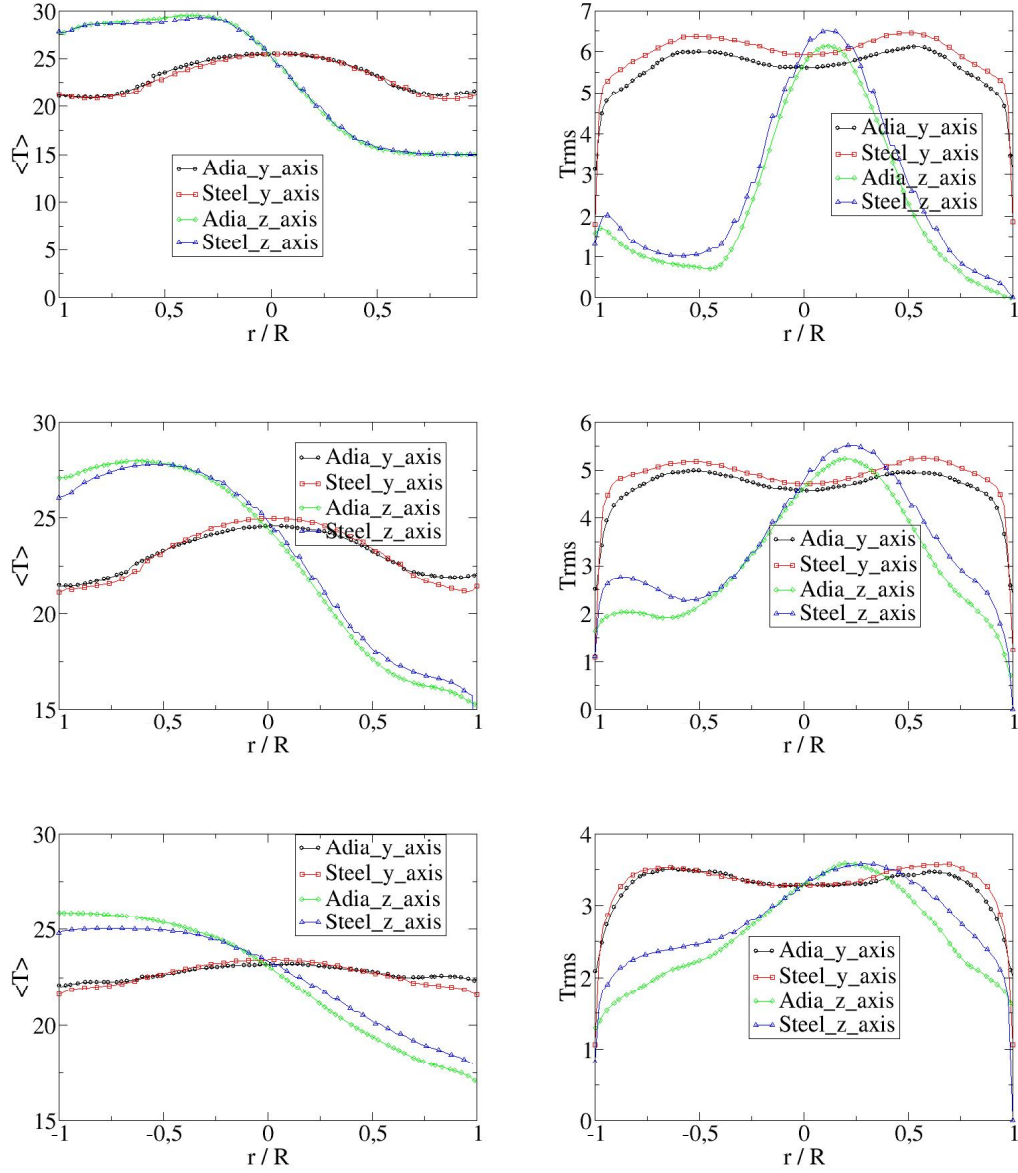 30
25
20
15
10
5
0
<T>
Adia_y_axis
Steel_y_axis
Adia_z_axis
Steel_z_axis
1 0,5 0 0,5 1
r / R
7
6
5
4
3
2
1
0
Trms
Adia_y_axis
Steel_y_axis
Adia_z_axis
Steel_z_axis
1 0,5 0 0,5 1
r / R
30
25
20
15
<T>
Adia_y_axis
Steel_y_axis
Adia_z_axis
Steel_z_axis
1 0,5 0 0,5 1
r / R
6
5
4
3
2
1
0
Trms
Adia_y_axis
Steel_y_axis
Adia_z_axis
Steel_z_axis
1 0,5 0 0,5 1
r / R
30
25
20
15
<T>
Adia_y_axis
Steel_y_axis
Adia_z_axis
Steel_z_axis
-1 -0,5 0 0,5 1
r / R
4
3
2
1
0
Trms
Adia_y_axis
Steel_y_axis
Adia_z_axis
Steel_z_axis
-1 -0,5 0 0,5 1
r / R